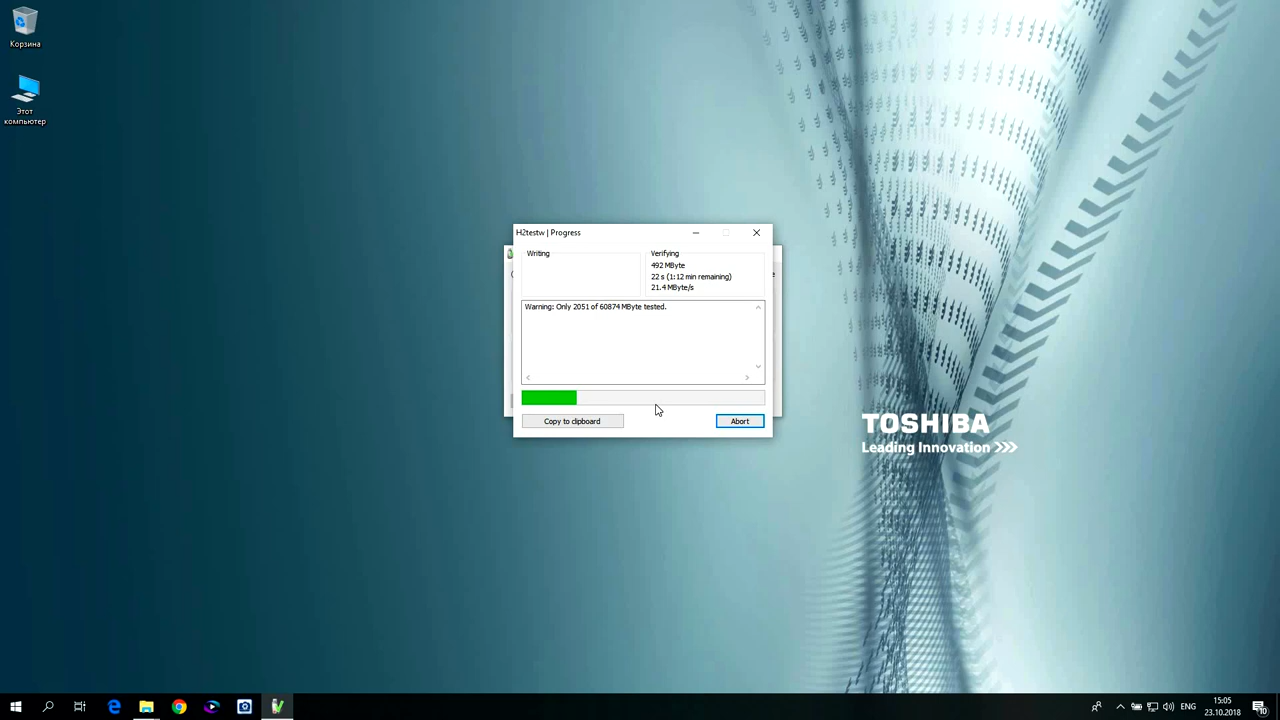 Корзина
Этот
компьютер
H2testw | Progress
Writing
Verifying
492 MByte
22 s (1:12 min remaining)
21.4 MByte/s
Warning: Only 2051 of 60874 MByte tested.
Copy to clipboard
Abort
TOSHIBA
Leading Innovation >>>
ENG
15:05
23.10.2018
10